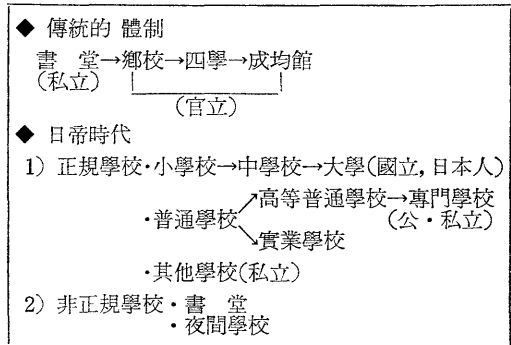 ◆ 傳統的 體制
書 堂→鄕校→四學→成均館
(私立)
(官立)
◆ 日帝時代
1) 正規學校·小學校→中學校→大學(國立, 日本人)
高等普通學校→專門學校
·普通學校 (公·私立)
實業學校
·其他學校(私立)
2) 非正規學校·書 堂
·夜間學校